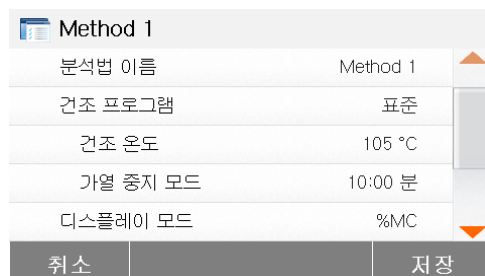 Method 1
분석법 이름 Method 1
건조 프로그램 표준
건조 온도 105 °C
가열 중지 모드 10:00 분
디스플레이 모드 %MC
취소 저장